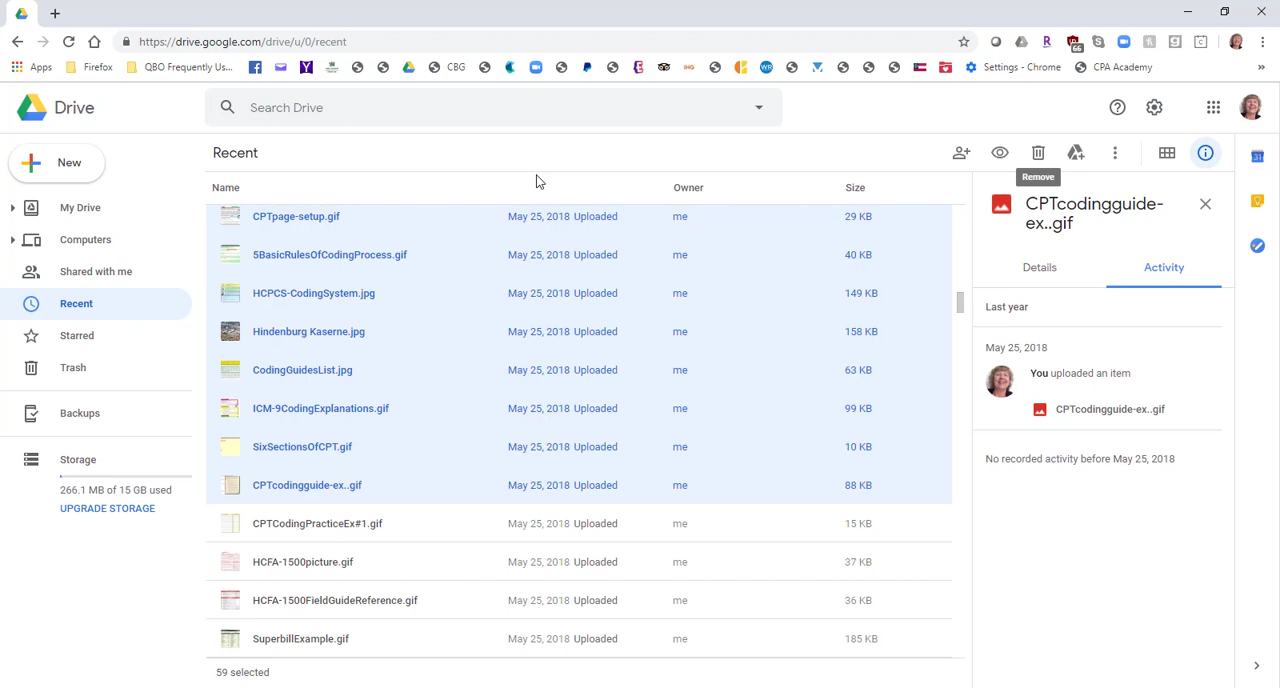 https://drive.google.com/drive/u/0/recent
66
Apps
Firefox
QBO Frequently Us...
CBG
Settings - Chrome
CPA Academy
»
Drive
Search Drive
New
Recent
Remove
My Drive
Computers
Shared with me
Recent
Starred
Trash
Backups
Storage
266.1 MB of 15 GB used
UPGRADE STORAGE
Name Owner Size
CPTpage-setup.gif May 25, 2018 Uploaded me 29 KB
5BasicRulesOfCodingProcess.gif May 25, 2018 Uploaded me 40 KB
HCPCS-CodingSystem.jpg May 25, 2018 Uploaded me 149 KB
Hindenburg Kaserne.jpg May 25, 2018 Uploaded me 158 KB
CodingGuidesList.jpg May 25, 2018 Uploaded me 63 KB
ICM-9CodingExplanations.gif May 25, 2018 Uploaded me 99 KB
SixSectionsOfCPT.gif May 25, 2018 Uploaded me 10 KB
CPTcodingguide-ex..gif May 25, 2018 Uploaded me 88 KB
CPTCodingPracticeEx#1.gif May 25, 2018 Uploaded me 15 KB
HCFA-1500picture.gif May 25, 2018 Uploaded me 37 KB
HCFA-1500FieldGuideReference.gif May 25, 2018 Uploaded me 36 KB
SuperbillExample.gif May 25, 2018 Uploaded me 185 KB
59 selected
CPTcodingguide-
ex..gif
Details Activity
Last year
May 25, 2018
You uploaded an item
CPTcodingguide-ex..gif
No recorded activity before May 25, 2018
31